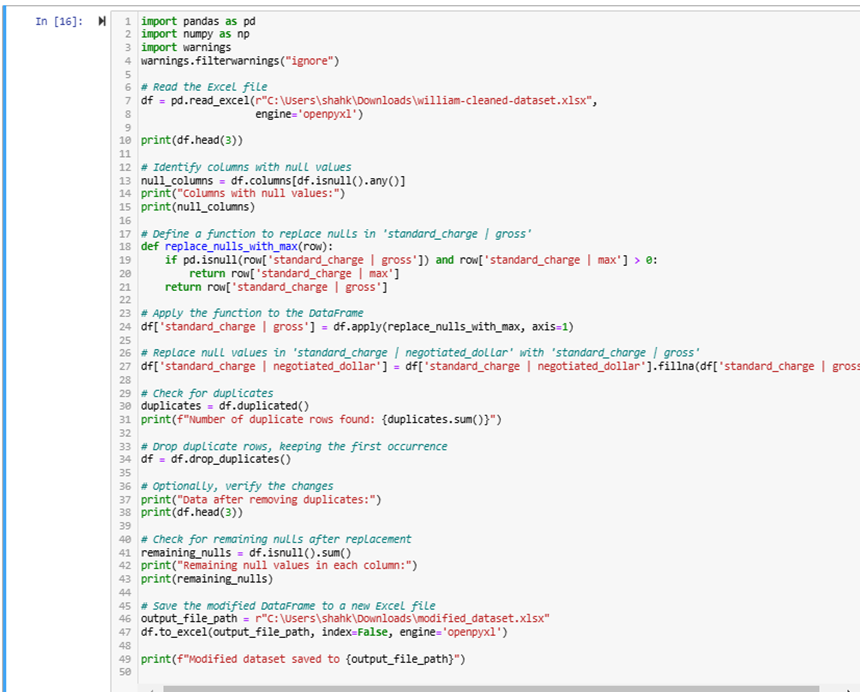 In [16]:
1 import pandas as pd
2 import numpy as np
3 import warnings
4 warnings.filterwarnings("ignore")
5
6 # Read the Excel file
7 df = pd.read_excel(r"C:\Users\shahk\Downloads\william-cleaned-dataset.xlsx",
8                    engine='openpyxl')
9
10 print(df.head(3))
11
12 # Identify columns with null values
13 null_columns = df.columns[df.isnull().any()]
14 print("Columns with null values:")
15 print(null_columns)
16
17 # Define a function to replace nulls in 'standard_charge | gross'
18 def replace_nulls_with_max(row):
19     if pd.isnull(row['standard_charge | gross']) and row['standard_charge | max'] > 0:
20         return row['standard_charge | max']
21     return row['standard_charge | gross']
22
23 # Apply the function to the DataFrame
24 df['standard_charge | gross'] = df.apply(replace_nulls_with_max, axis=1)
25
26 # Replace null values in 'standard_charge | negotiated_dollar' with 'standard_charge | gross'
27 df['standard_charge | negotiated_dollar'] = df['standard_charge | negotiated_dollar'].fillna(df['standard_charge | gross
28
29 # Check for duplicates
30 duplicates = df.duplicated()
31 print(f"Number of duplicate rows found: {duplicates.sum()}")
32
33 # Drop duplicate rows, keeping the first occurrence
34 df = df.drop_duplicates()
35
36 # Optionally, verify the changes
37 print("Data after removing duplicates:")
38 print(df.head(3))
39
40 # Check for remaining nulls after replacement
41 remaining_nulls = df.isnull().sum()
42 print("Remaining null values in each column:")
43 print(remaining_nulls)
44
45 # Save the modified DataFrame to a new Excel file
46 output_file_path = r"C:\Users\shahk\Downloads\modified_dataset.xlsx"
47 df.to_excel(output_file_path, index=False, engine='openpyxl')
48
49 print(f"Modified dataset saved to {output_file_path}")
50